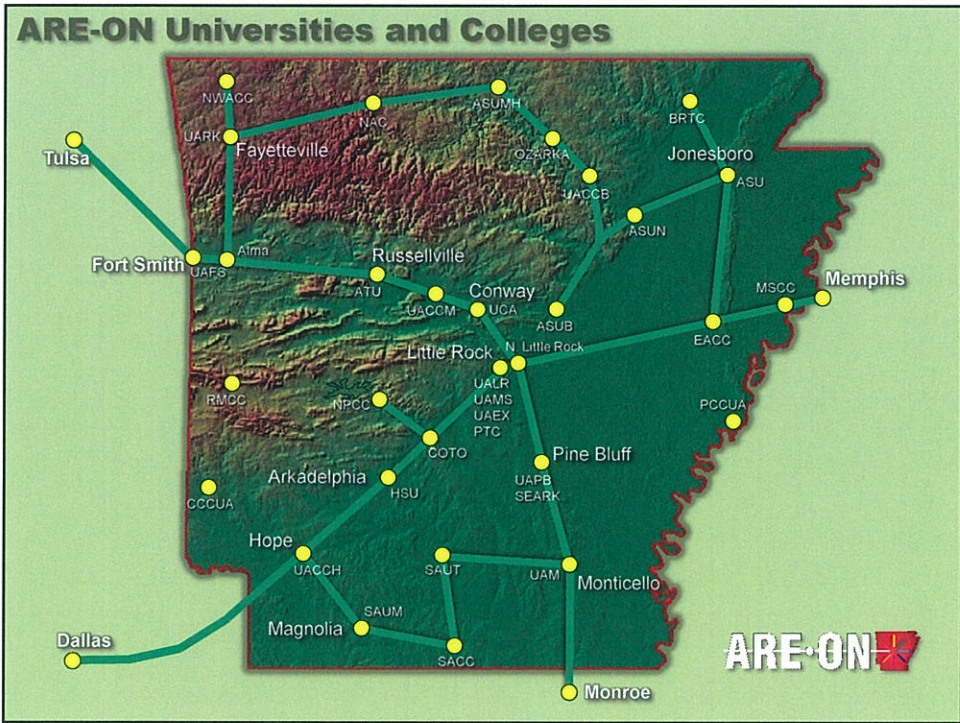 ARE-ON Universities and Colleges
NWACC
NAC
ASUMH
BRTC
UARK
Fayetteville
OZARKA
Jonesboro
Tulsa
UACCB
ASU
ASUN
Fort Smith
UAFS
Alma
Russellville
ATU
UACCM
Conway
UCA
ASUB
MSCC
Memphis
EACC
Little Rock
N. Little Rock
UALR
UAMS
UAEX
PTC
RMCC
NPCC
PCCUA
COTO
Pine Bluff
UAPB
SEARK
Arkadelphia
HSU
CCCUA
Hope
UACCH
SAUT
UAM
Monticello
SAUM
Magnolia
SACC
Dallas
ARE-ON
Monroe